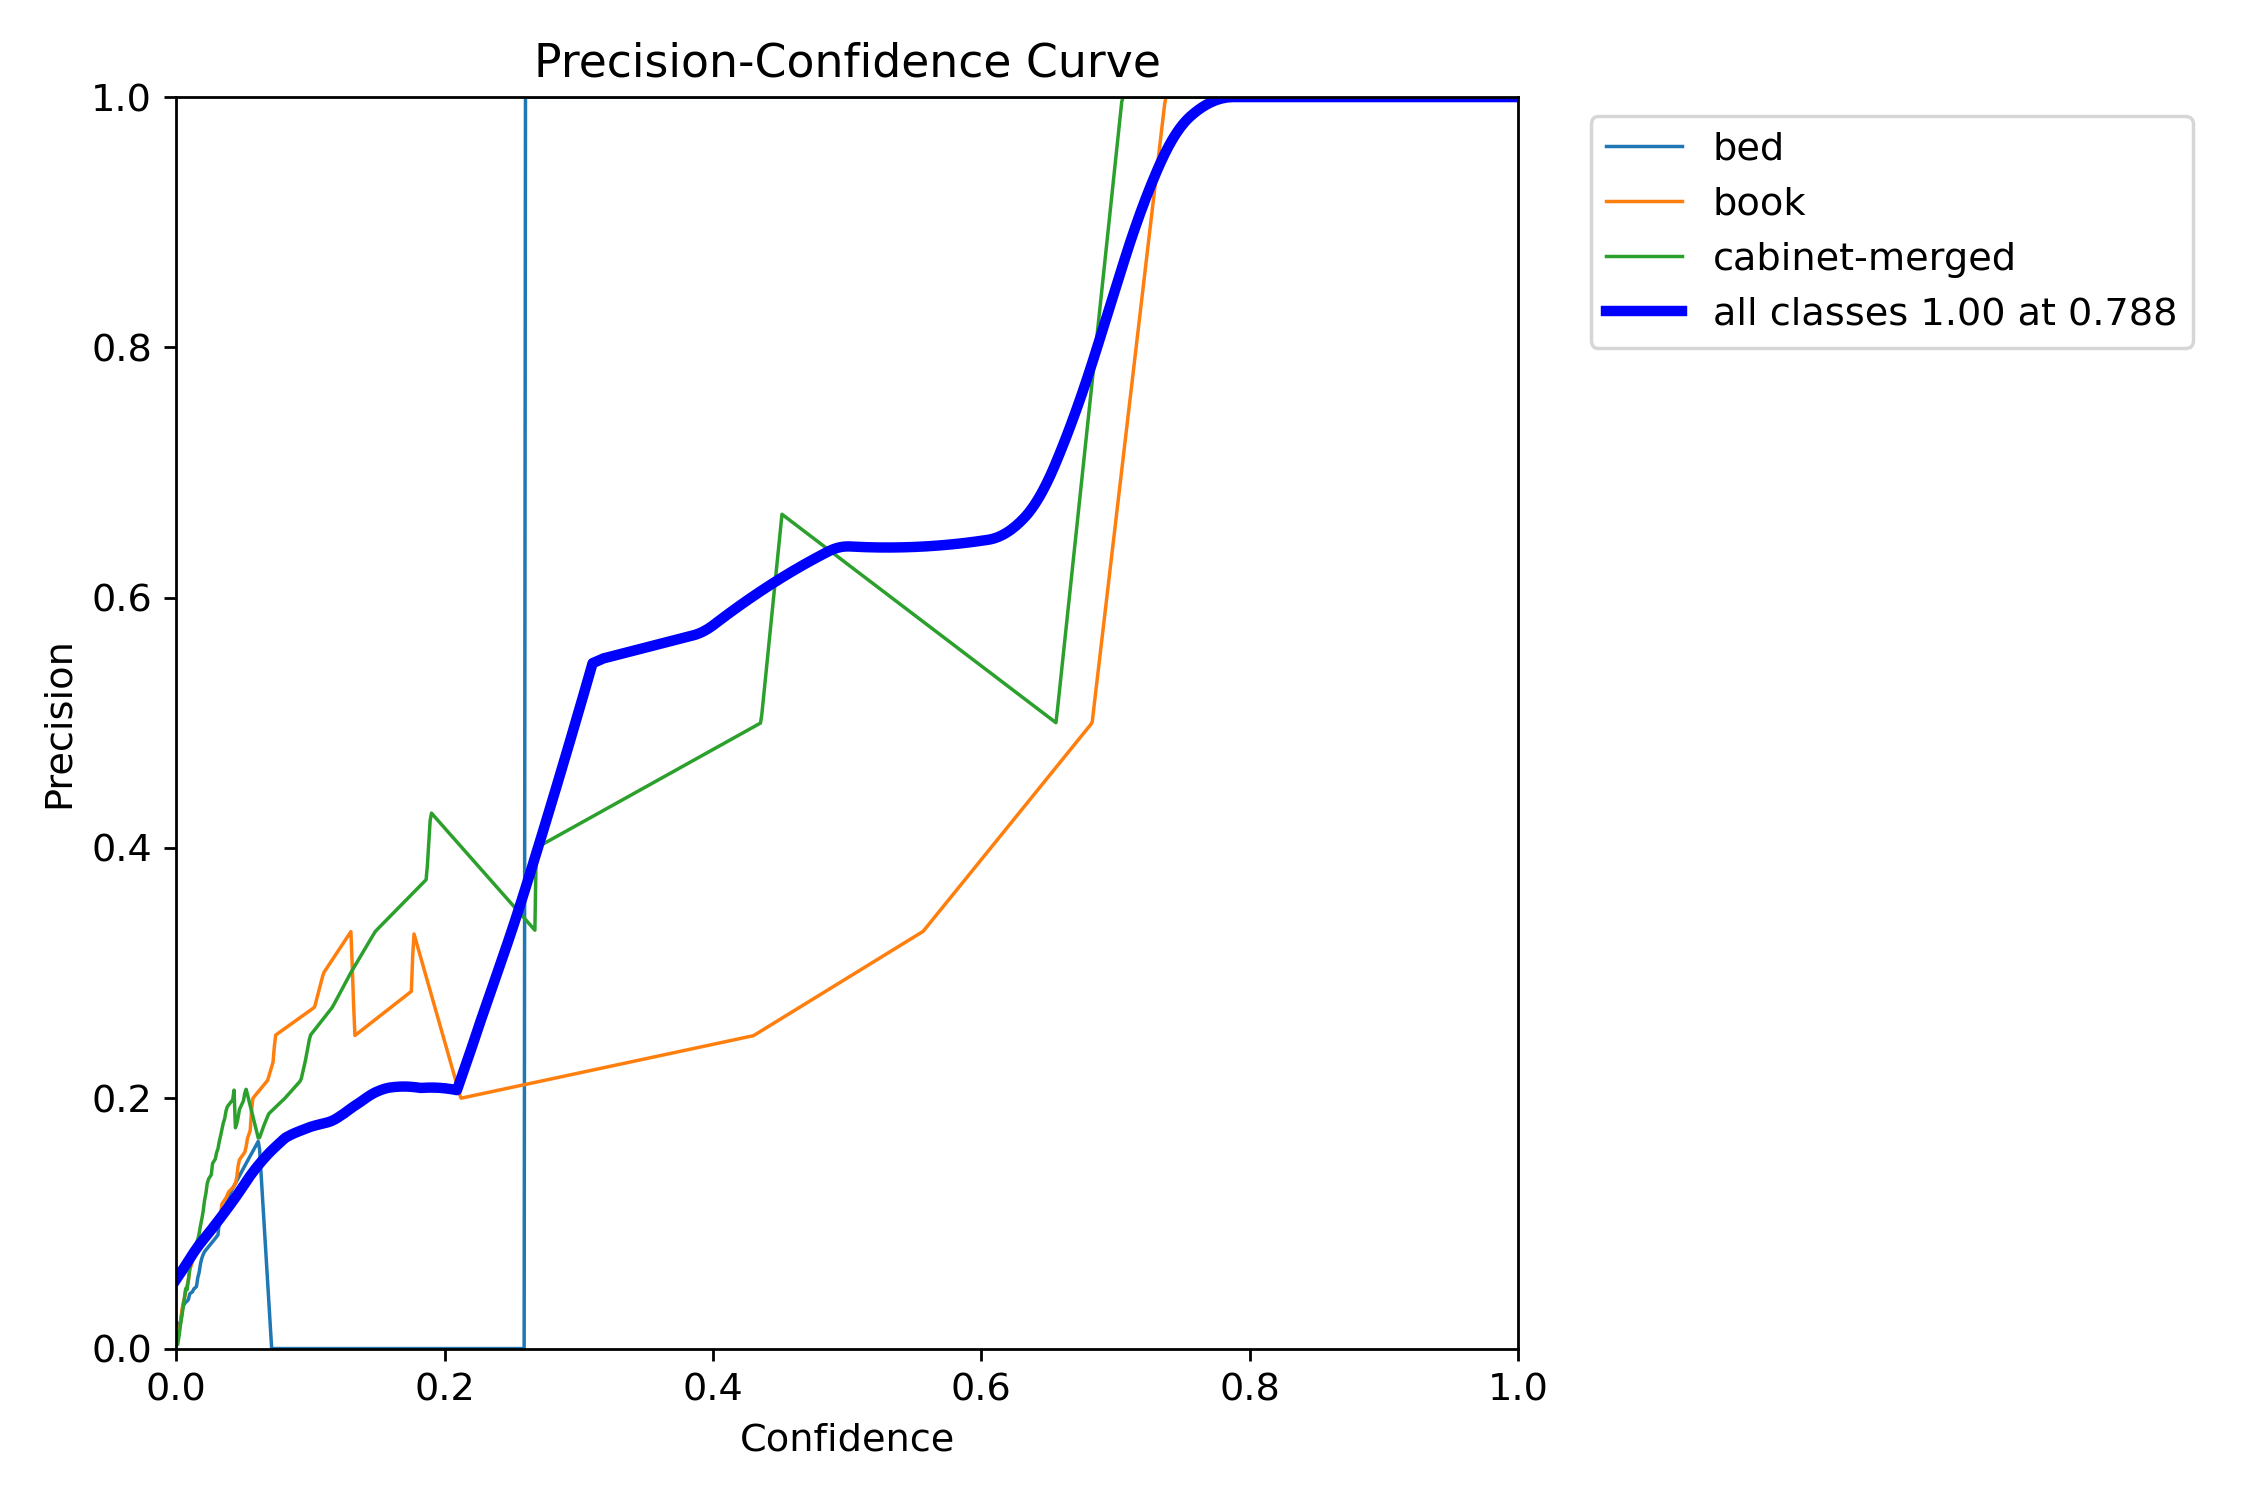 Precision-Confidence Curve
1.0
0.8
0.6
0.4
0.2
0.0
Precision
0.0 0.2 0.4 0.6 0.8 1.0
Confidence
bed
book
cabinet-merged
all classes 1.00 at 0.788